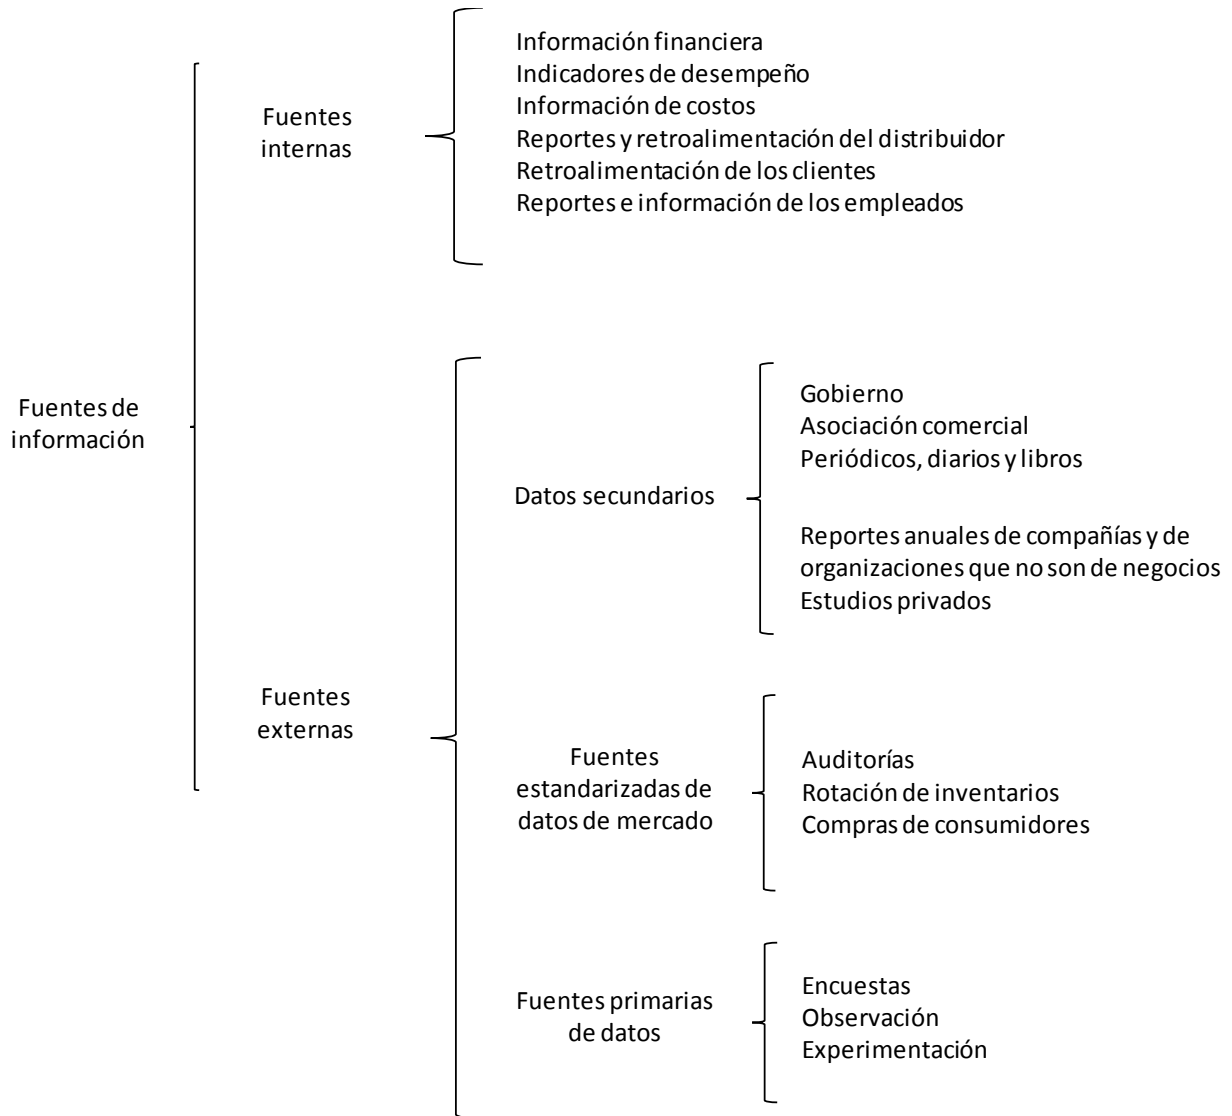 Fuentes de
información
Fuentes
internas
Información financiera
Indicadores de desempeño
Información de costos
Reportes y retroalimentación del distribuidor
Retroalimentación de los clientes
Reportes e información de los empleados
Fuentes
externas
Datos secundarios
Gobierno
Asociación comercial
Periódicos, diarios y libros
Reportes anuales de compañías y de
organizaciones que no son de negocios
Estudios privados
Fuentes
estandarizadas de
datos de mercado
Auditorías
Rotación de inventarios
Compras de consumidores
Fuentes primarias
de datos
Encuestas
Observación
Experimentación